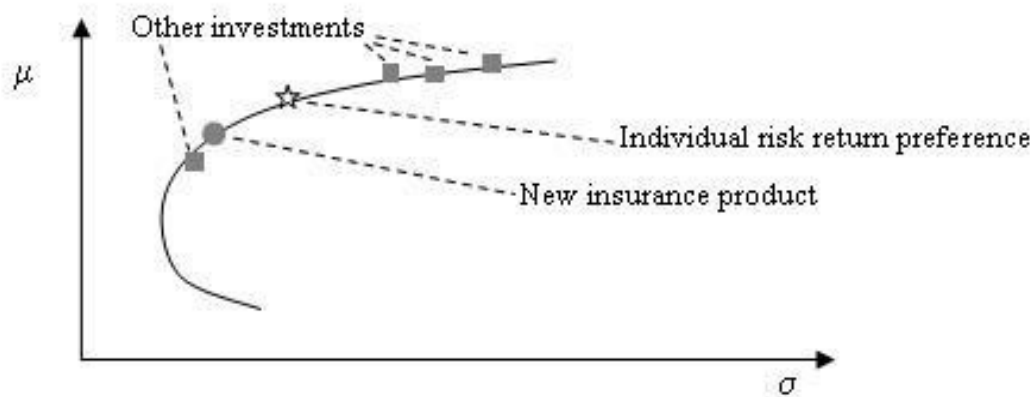 Other investments
μ
Individual risk return preference
New insurance product
σ